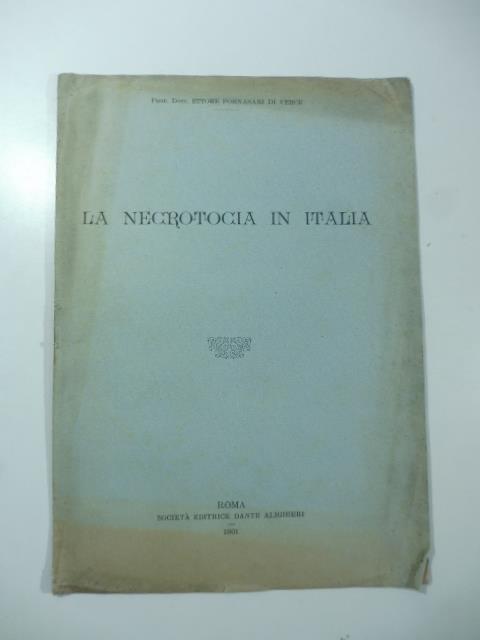 Prof. Dott. ETTORE FORNASARI DI VERCE
LA NECROTOCIA IN ITALIA
ROMA
SOCIETÀ EDITRICE DANTE ALIGHIERI
1901